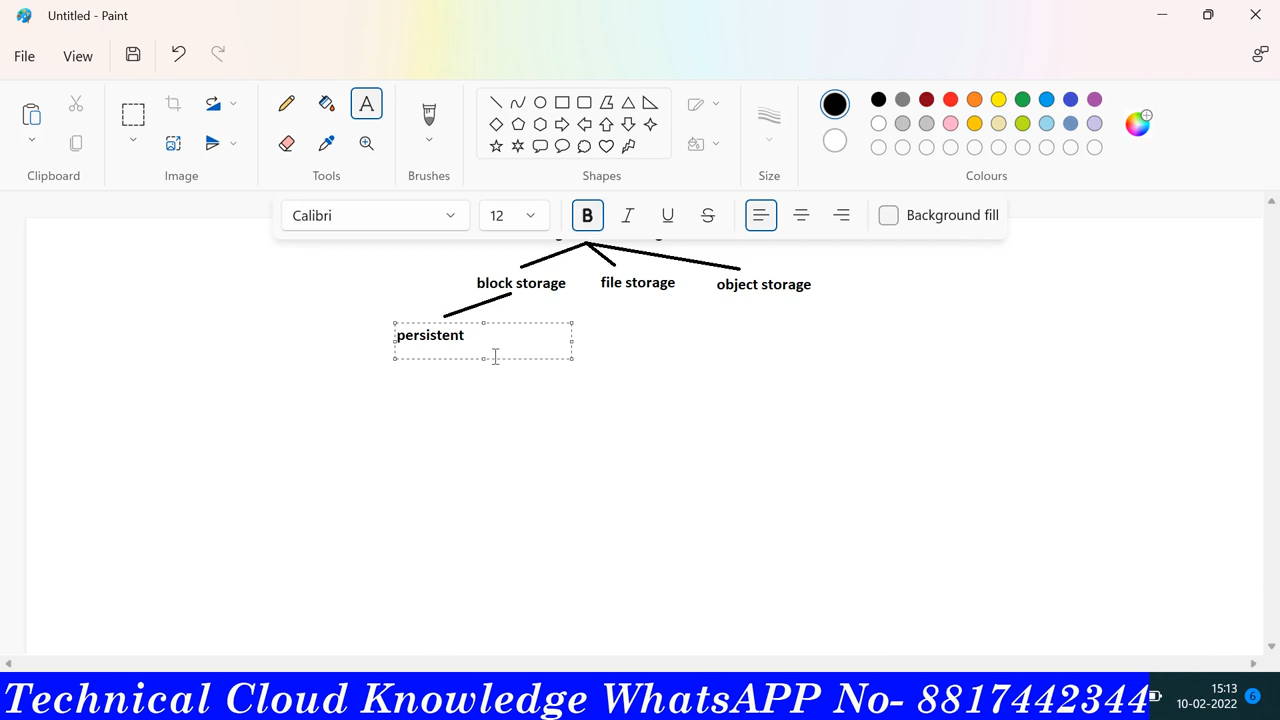 Untitled - Paint
File
View
Clipboard
Image
Tools
Brushes
Shapes
Size
Colours
Calibri
12
B
Background fill
block storage
file storage
object storage
persistent
Technical Cloud Knowledge WhatsAPP No- 8817442344
15:13
10-02-2022
6